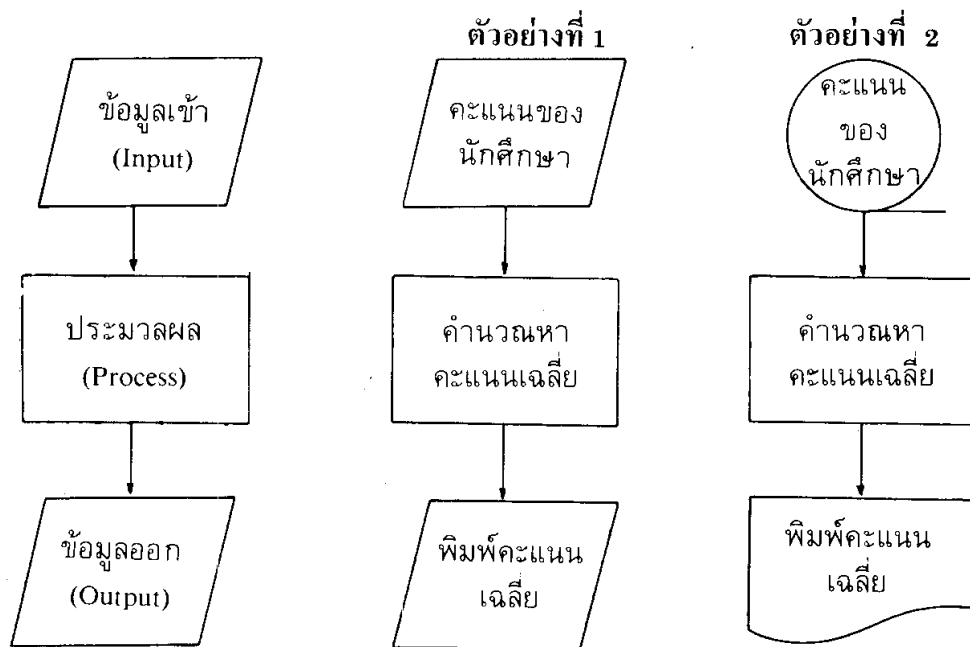 ตัวอย่างที่ 1
ตัวอย่างที่ 2
ข้อมูลเข้า
(Input)
คะแนนของ
นักศึกษา
คะแนน
ของ
นักศึกษา
ประมวลผล
(Process)
คำนวณหา
คะแนนเฉลี่ย
คำนวณหา
คะแนนเฉลี่ย
ข้อมูลออก
(Output)
พิมพ์คะแนน
เฉลี่ย
พิมพ์คะแนน
เฉลี่ย